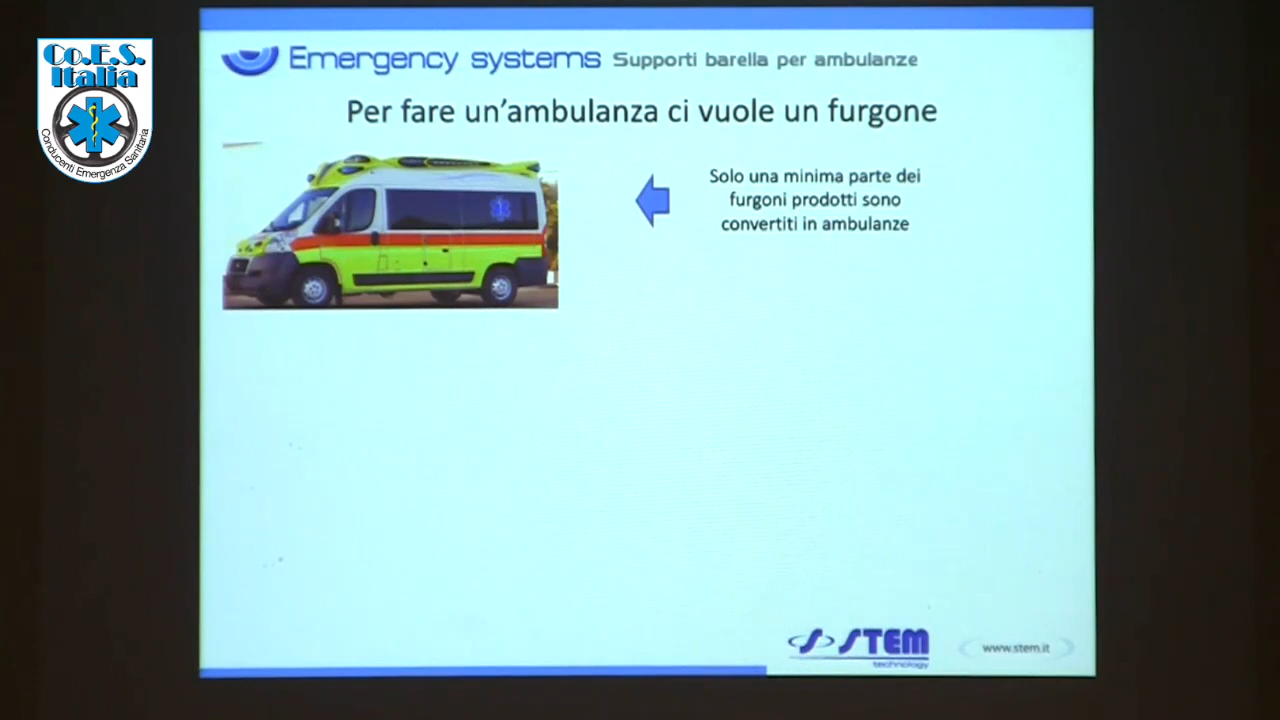 Co.E.S.
Italia
Conducenti Emergenza Sanitaria
Emergency systems Supporti barella per ambulanze
Per fare un'ambulanza ci vuole un furgone
Solo una minima parte dei
furgoni prodotti sono
convertiti in ambulanze
STEM
technology
www.stem.it